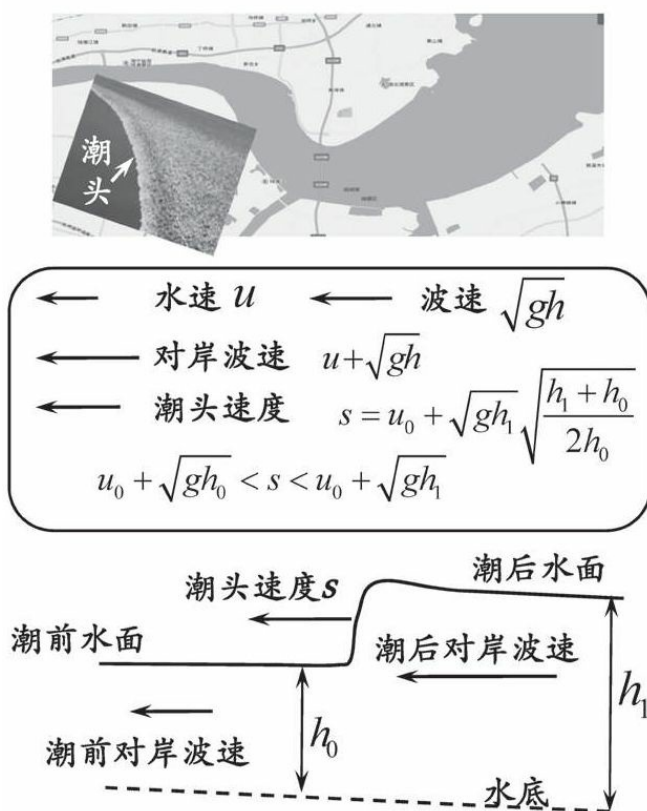 潮头
水速 u 波速 √gh
对岸波速 u+√gh
潮头速度 s = u₀ + √gh₁ √((h₁ + h₀)/(2h₀))
u₀ + √gh₀ < s < u₀ + √gh₁
潮头速度s
潮后水面
潮前水面
潮后对岸波速
h₀
h₁
潮前对岸波速
水底